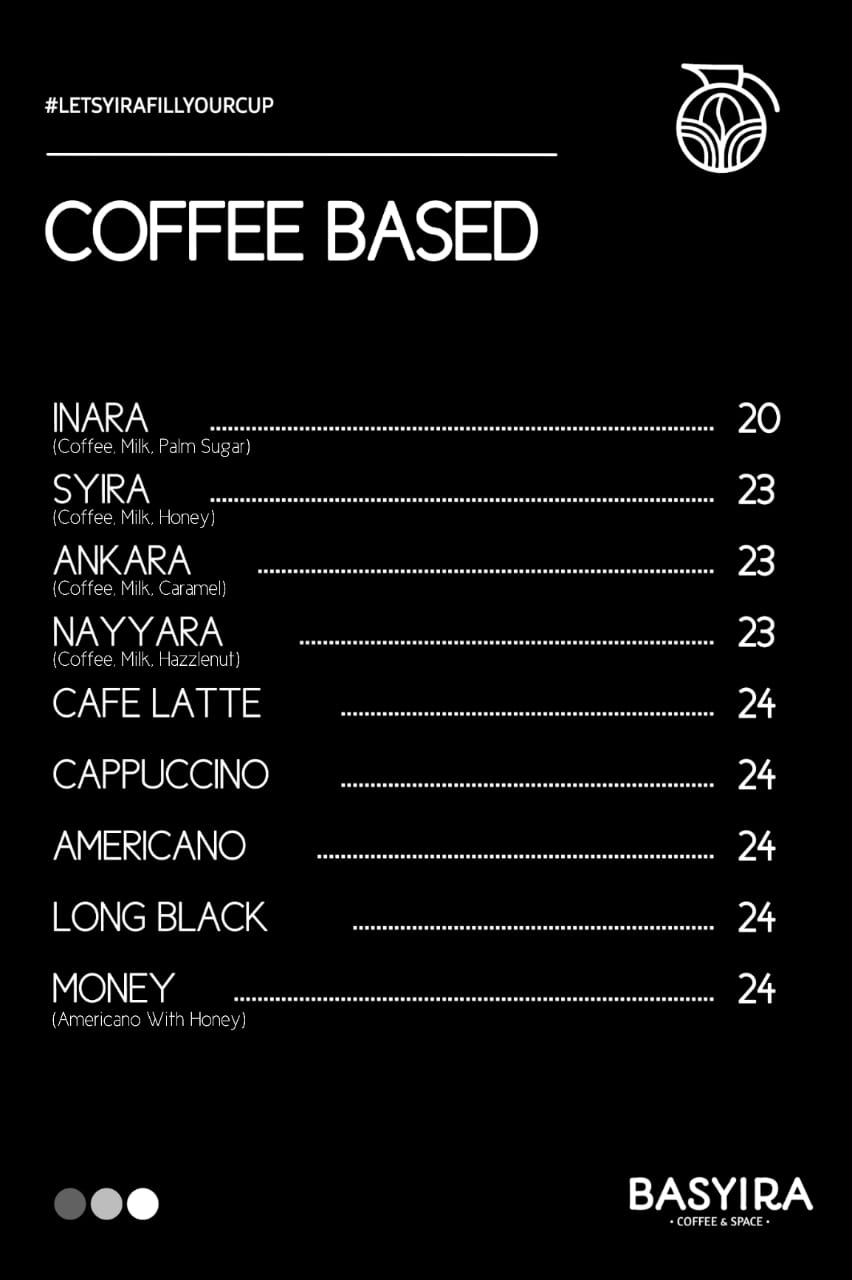 #LETSYIRAFILLYOURCUP
COFFEE BASED
INARA ........................ 20
(Coffee, Milk, Palm Sugar)
SYIRA ........................ 23
(Coffee, Milk, Honey)
ANKARA ........................ 23
(Coffee, Milk, Caramel)
NAYYARA ........................ 23
(Coffee, Milk, Hazzlenut)
CAFE LATTE ........................ 24
CAPPUCCINO ........................ 24
AMERICANO ........................ 24
LONG BLACK ........................ 24
MONEY ........................ 24
(Americano With Honey)
BASYIRA
• COFFEE & SPACE •